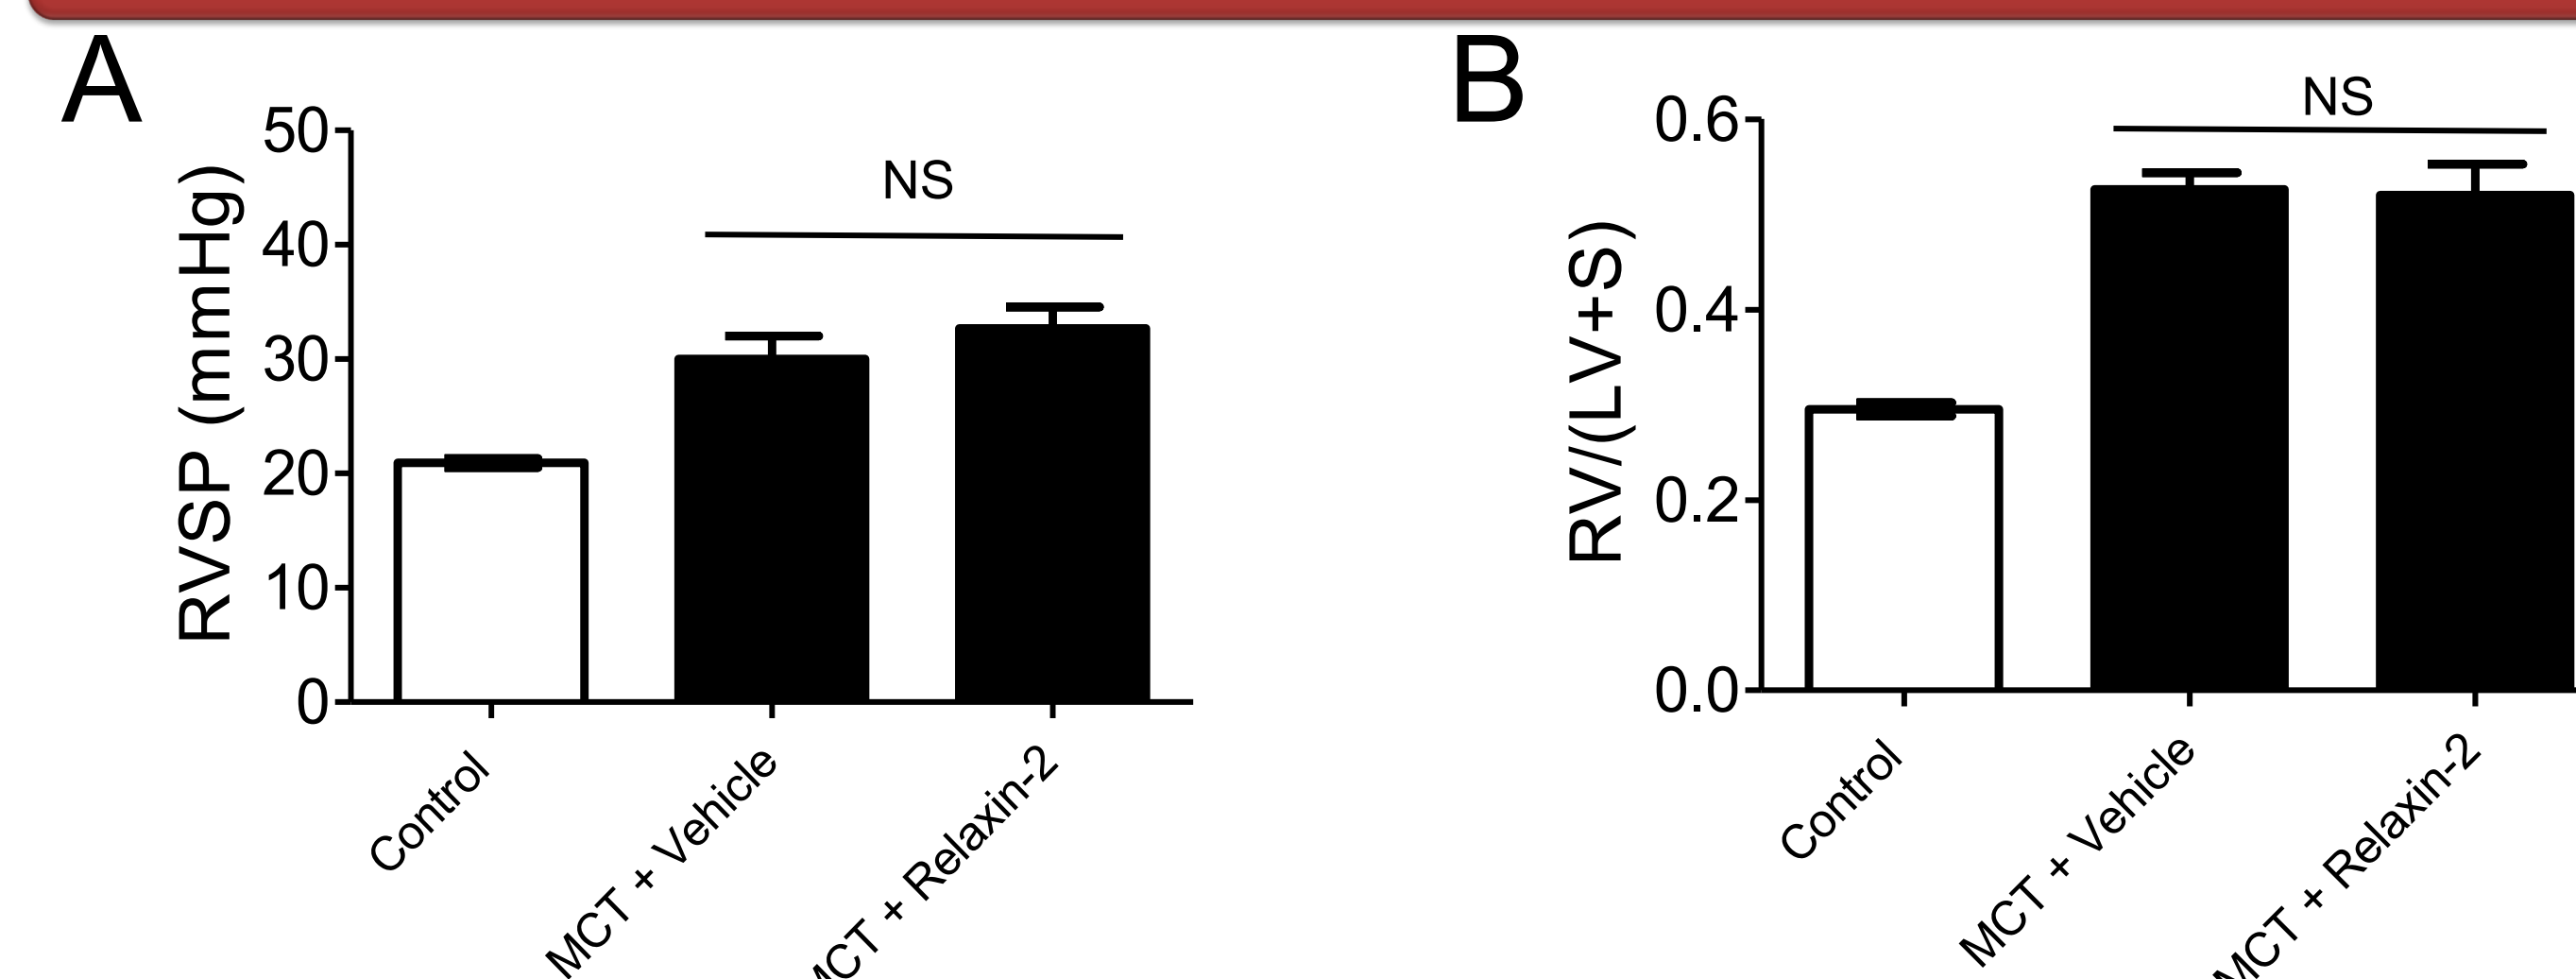 A
50
40
30
20
10
0
RVSP (mmHg)
NS
Control
MCT + Vehicle
MCT + Relaxin-2
B
0.6
0.4
0.2
0.0
RV/(LV+S)
NS
Control
MCT + Vehicle
MCT + Relaxin-2